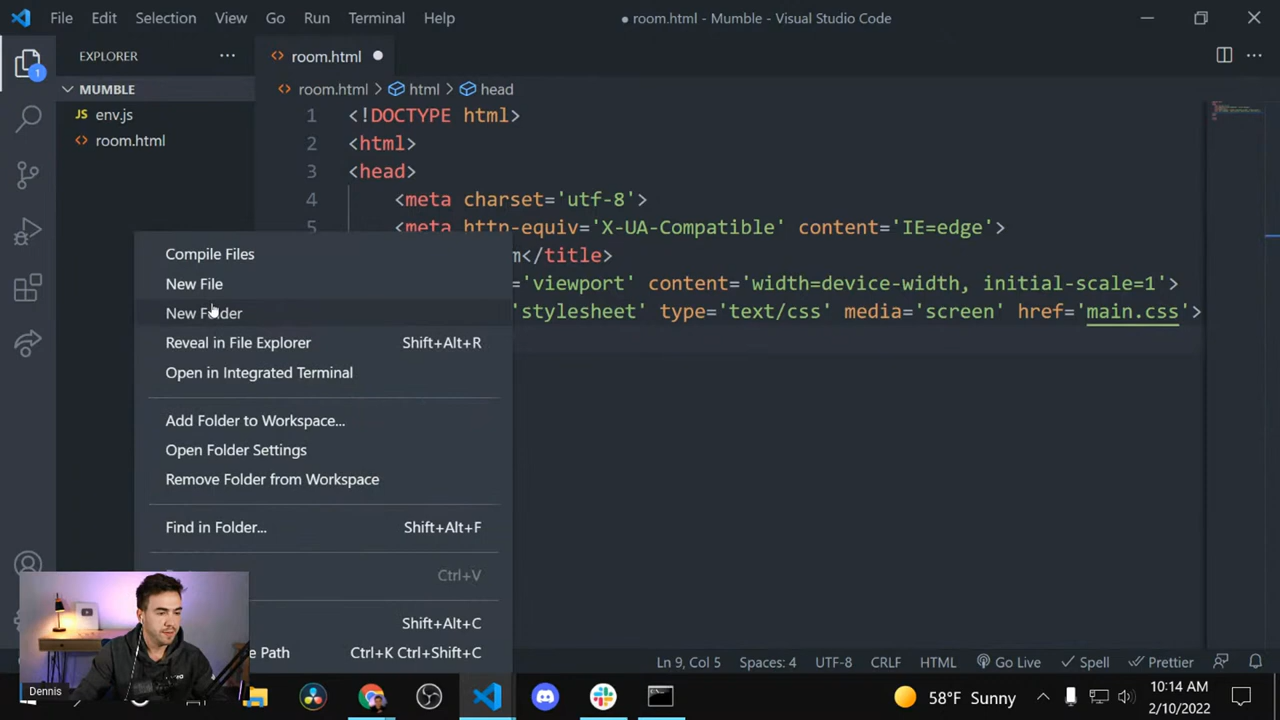 File Edit Selection View Go Run Terminal Help ● room.html - Mumble - Visual Studio Code
EXPLORER ··· room.html ●
1 MUMBLE room.html html head
JS env.js
room.html
1 <!DOCTYPE html>
2 <html>
3 <head>
4 <meta charset='utf-8'>
5 <meta http-equiv='X-UA-Compatible' content='IE=edge'>
m</title>
='viewport' content='width=device-width, initial-scale=1'>
'stylesheet' type='text/css' media='screen' href='main.css'>
Compile Files
New File
New Folder
Reveal in File Explorer Shift+Alt+R
Open in Integrated Terminal
Add Folder to Workspace...
Open Folder Settings
Remove Folder from Workspace
Find in Folder... Shift+Alt+F
Ctrl+V
Shift+Alt+C
Path Ctrl+K Ctrl+Shift+C
Ln 9, Col 5 Spaces: 4 UTF-8 CRLF HTML Go Live Spell Prettier
Dennis
58°F Sunny
10:14 AM
2/10/2022